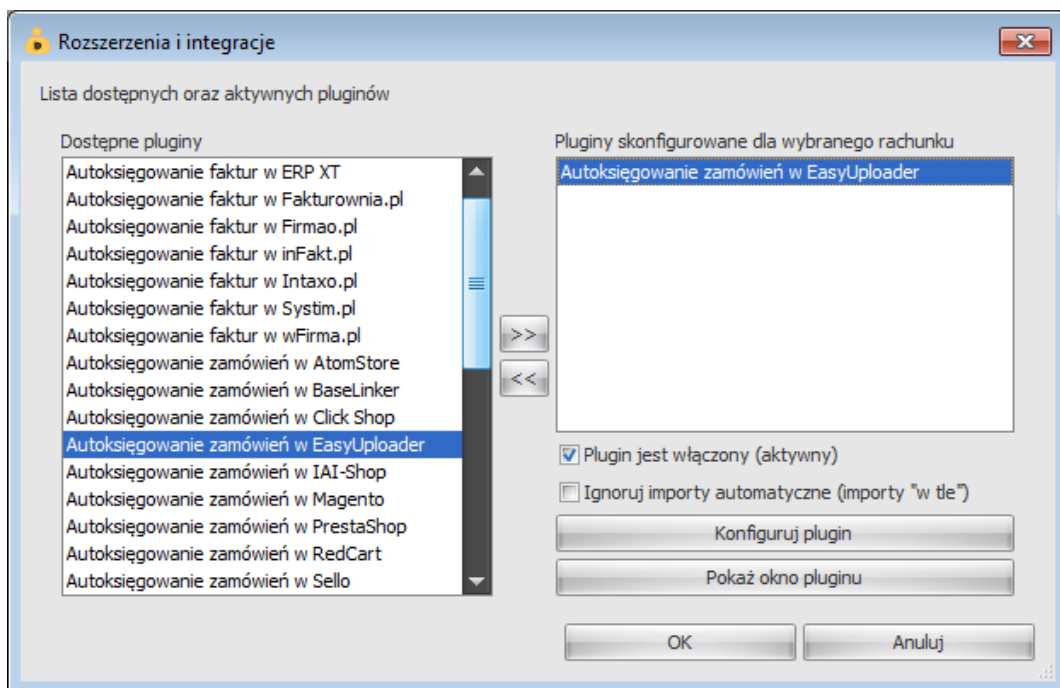 Rozszerzenia i integracje
Lista dostępnych oraz aktywnych pluginów
Dostępne pluginy
Autoksięgowanie faktur w ERP XT
Autoksięgowanie faktur w Fakturownia.pl
Autoksięgowanie faktur w Firmao.pl
Autoksięgowanie faktur w inFakt.pl
Autoksięgowanie faktur w Intaxo.pl
Autoksięgowanie faktur w Systim.pl
Autoksięgowanie faktur w wFirma.pl
Autoksięgowanie zamówień w AtomStore
Autoksięgowanie zamówień w BaseLinker
Autoksięgowanie zamówień w Click Shop
Autoksięgowanie zamówień w EasyUploader
Autoksięgowanie zamówień w IAI-Shop
Autoksięgowanie zamówień w Magento
Autoksięgowanie zamówień w PrestaShop
Autoksięgowanie zamówień w RedCart
Autoksięgowanie zamówień w Sello
>>
<<
Pluginy skonfigurowane dla wybranego rachunku
Autoksięgowanie zamówień w EasyUploader
Plugin jest włączony (aktywny)
Ignoruj importy automatyczne (importy "w tle")
Konfiguruj plugin
Pokaż okno pluginu
OK
Anuluj